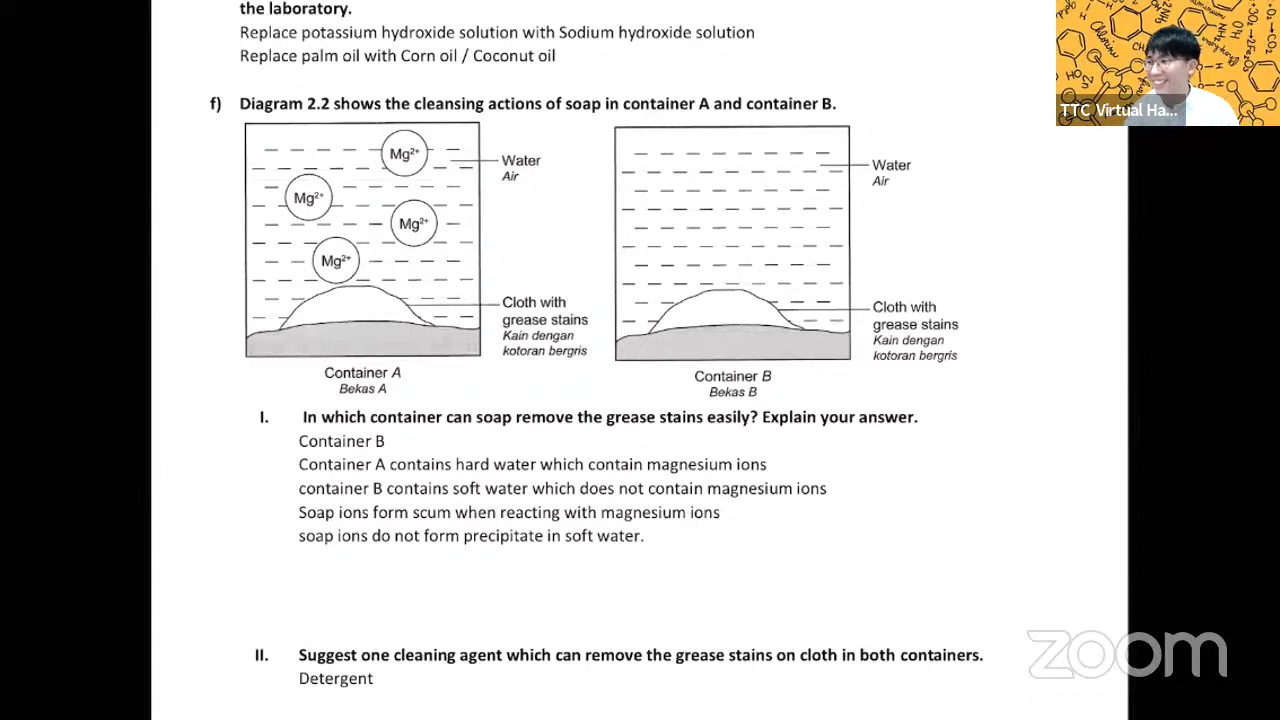 the laboratory.
Replace potassium hydroxide solution with Sodium hydroxide solution
Replace palm oil with Corn oil / Coconut oil
f) Diagram 2.2 shows the cleansing actions of soap in container A and container B.
Mg²⁺
Mg²⁺
Mg²⁺
Mg²⁺
Water
Air
Cloth with
grease stains
Kain dengan
kotoran bergris
Container A
Bekas A
Water
Air
Cloth with
grease stains
Kain dengan
kotoran bergris
Container B
Bekas B
I. In which container can soap remove the grease stains easily? Explain your answer.
Container B
Container A contains hard water which contain magnesium ions
container B contains soft water which does not contain magnesium ions
Soap ions form scum when reacting with magnesium ions
soap ions do not form precipitate in soft water.
II. Suggest one cleaning agent which can remove the grease stains on cloth in both containers.
Detergent
TTC Virtual Ha...
zoom